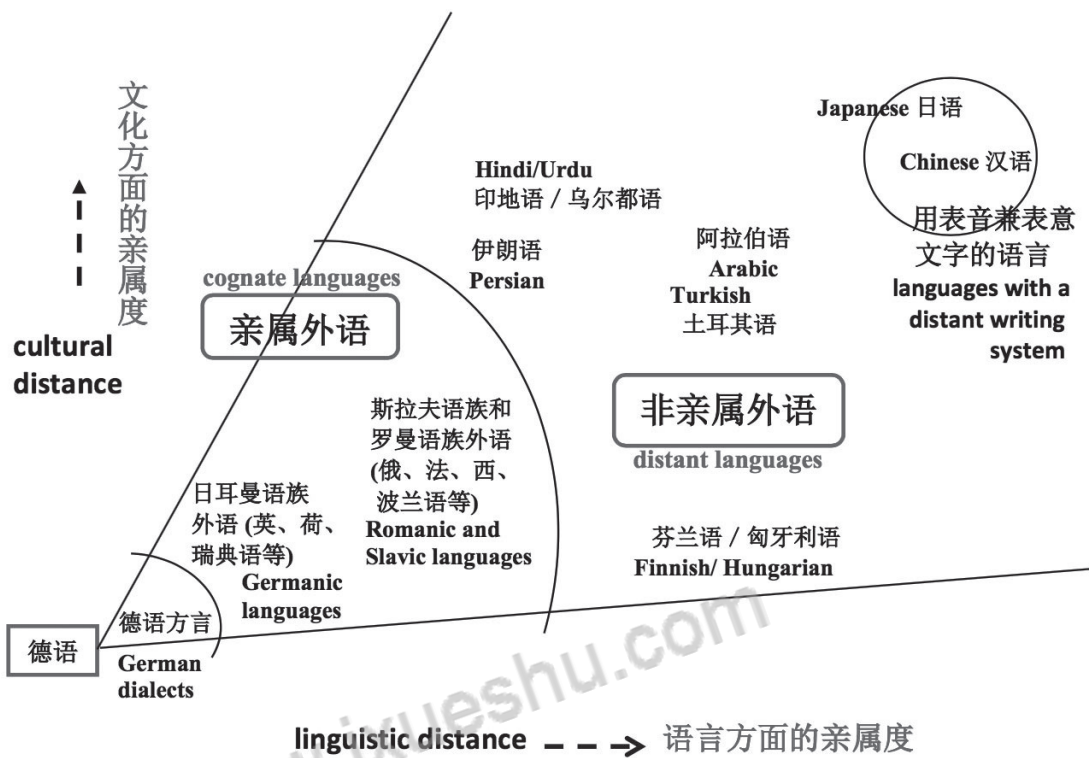 文化方面的亲属度
cultural
distance
Japanese 日语
Chinese 汉语
用表音兼表意
文字的语言
languages with a
distant writing
system
Hindi/Urdu
印地语 / 乌尔都语
伊朗语
Persian
阿拉伯语
Arabic
Turkish
土耳其语
cognate languages
亲属外语
非亲属外语
distant languages
斯拉夫语族和
罗曼语族外语
(俄、法、西、
波兰语等)
Romanic and
Slavic languages
日耳曼语族
外语 (英、荷、
瑞典语等)
Germanic
languages
芬兰语 / 匈牙利语
Finnish/ Hungarian
德语
德语方言
German
dialects
linguistic distance
语言方面的亲属度
ixueshu.com